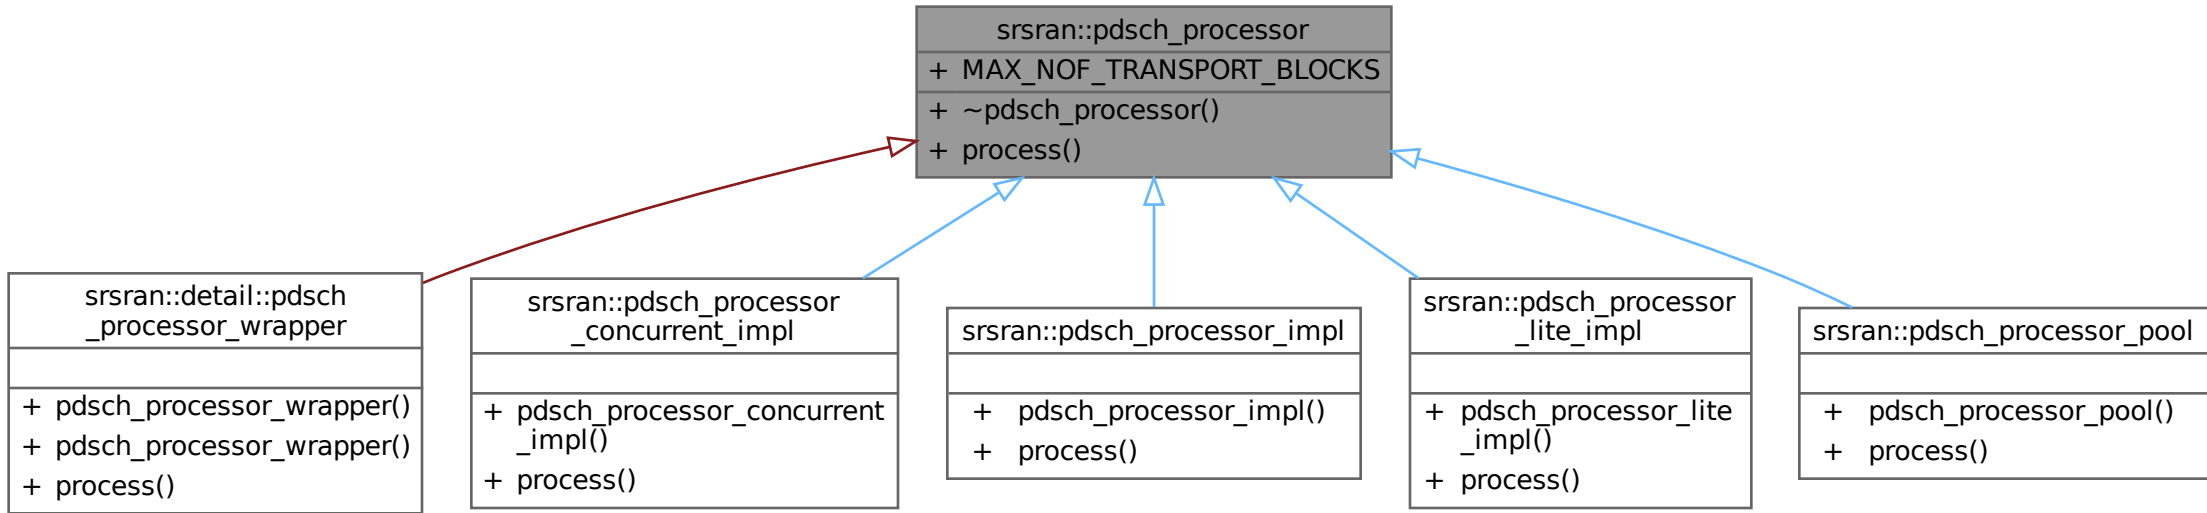 srsran::pdsch_processor
+ MAX_NOF_TRANSPORT_BLOCKS
+ ~pdsch_processor()
+ process()
srsran::detail::pdsch
_processor_wrapper
+ pdsch_processor_wrapper()
+ pdsch_processor_wrapper()
+ process()
srsran::pdsch_processor
_concurrent_impl
+ pdsch_processor_concurrent
_impl()
+ process()
srsran::pdsch_processor_impl
+ pdsch_processor_impl()
+ process()
srsran::pdsch_processor
_lite_impl
+ pdsch_processor_lite
_impl()
+ process()
srsran::pdsch_processor_pool
+ pdsch_processor_pool()
+ process()